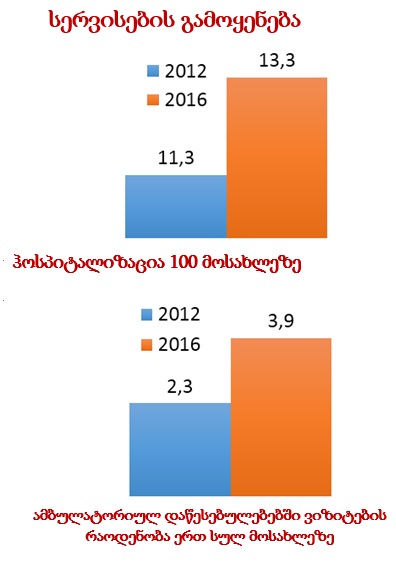 სერვისების გამოყენება
2012
2016
13,3
11,3
ჰოსპიტალიზაცია 100 მოსახლეზე
2012
2016
3,9
2,3
ამბულატორიულ დაწესებულებებში ვიზიტების
რაოდენობა ერთ სულ მოსახლეზე